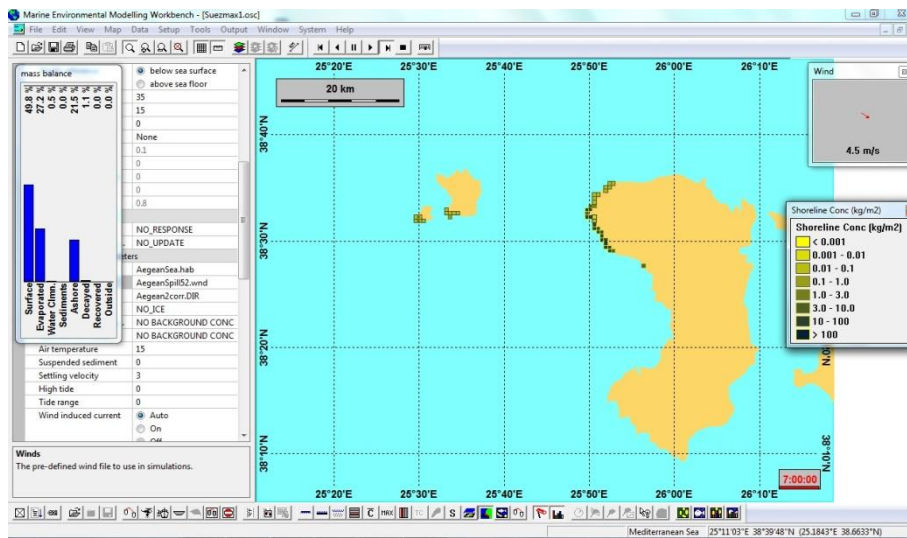 Marine Environmental Modelling Workbench - [Suezmax1.osc]
File Edit View Map Data Setup Tools Output Window System Help
mass balance
49.8 %
27.2 %
0.5 %
0.0 %
21.5 %
1.1 %
0.0 %
0.0 %
Surface
Evaporated
Water Clmn.
Sediments
Ashore
Decayed
Recovered
Outside
below sea surface
above sea floor
35
15
0
None
0.1
0
0
0
0.8
NO_RESPONSE
NO_UPDATE
ters
AegeanSea.hab
AegeanSpill52.wnd
Aegean2corr.DIR
NO_ICE
NO BACKGROUND CONC
NO BACKGROUND CONC
Air temperature 15
Suspended sediment 0
Settling velocity 3
High tide 0
Tide range 0
Wind induced current Auto
On
Off
Winds
The pre-defined wind file to use in simulations.
25°20'E 25°30'E 25°40'E 25°50'E 26°00'E 26°10'E
20 km
38°40'N
38°30'N
38°20'N
38°10'N
Wind
4.5 m/s
Shoreline Conc (kg/m2)
Shoreline Conc (kg/m2)
< 0.001
0.001 - 0.01
0.01 - 0.1
0.1 - 1.0
1.0 - 3.0
3.0 - 10.0
10 - 100
> 100
38°10'N
7:00:00
25°20'E 25°30'E 25°40'E 25°50'E 26°00'E 26°10'E
Mediterranean Sea 25°11'03"E 38°39'48"N (25.1843°E 38.6633°N)